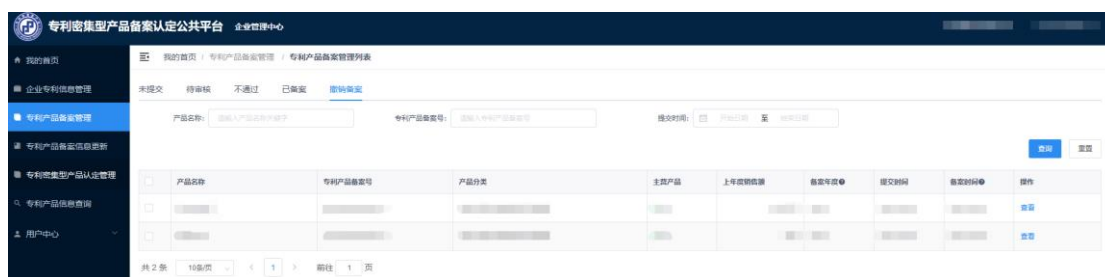 专利密集型产品备案认定公共平台 企业管理中心
我的首页
企业专利信息管理
专利产品备案管理
专利产品备案信息更新
专利密集型产品认定管理
专利产品信息查询
用户中心
我的首页 / 专利产品备案管理 / 专利产品备案管理列表
未提交 待审核 不通过 已备案 撤销备案
产品名称: 请输入产品名称关键字 专利产品备案号: 请输入专利产品备案号 提交时间: 开始日期 至 结束日期
查询 重置
产品名称 专利产品备案号 产品分类 主营产品 上年度销售额 备案年度 提交时间 备案时间 操作
查看
查看
共 2 条 10条/页 < 1 > 前往 1 页